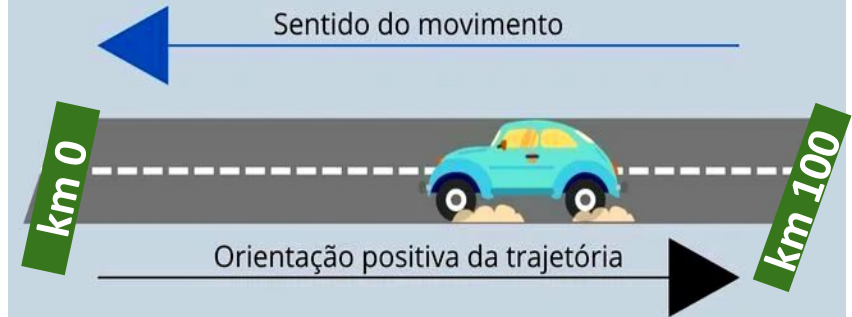 Sentido do movimento
km 0
km 100
Orientação positiva da trajetória